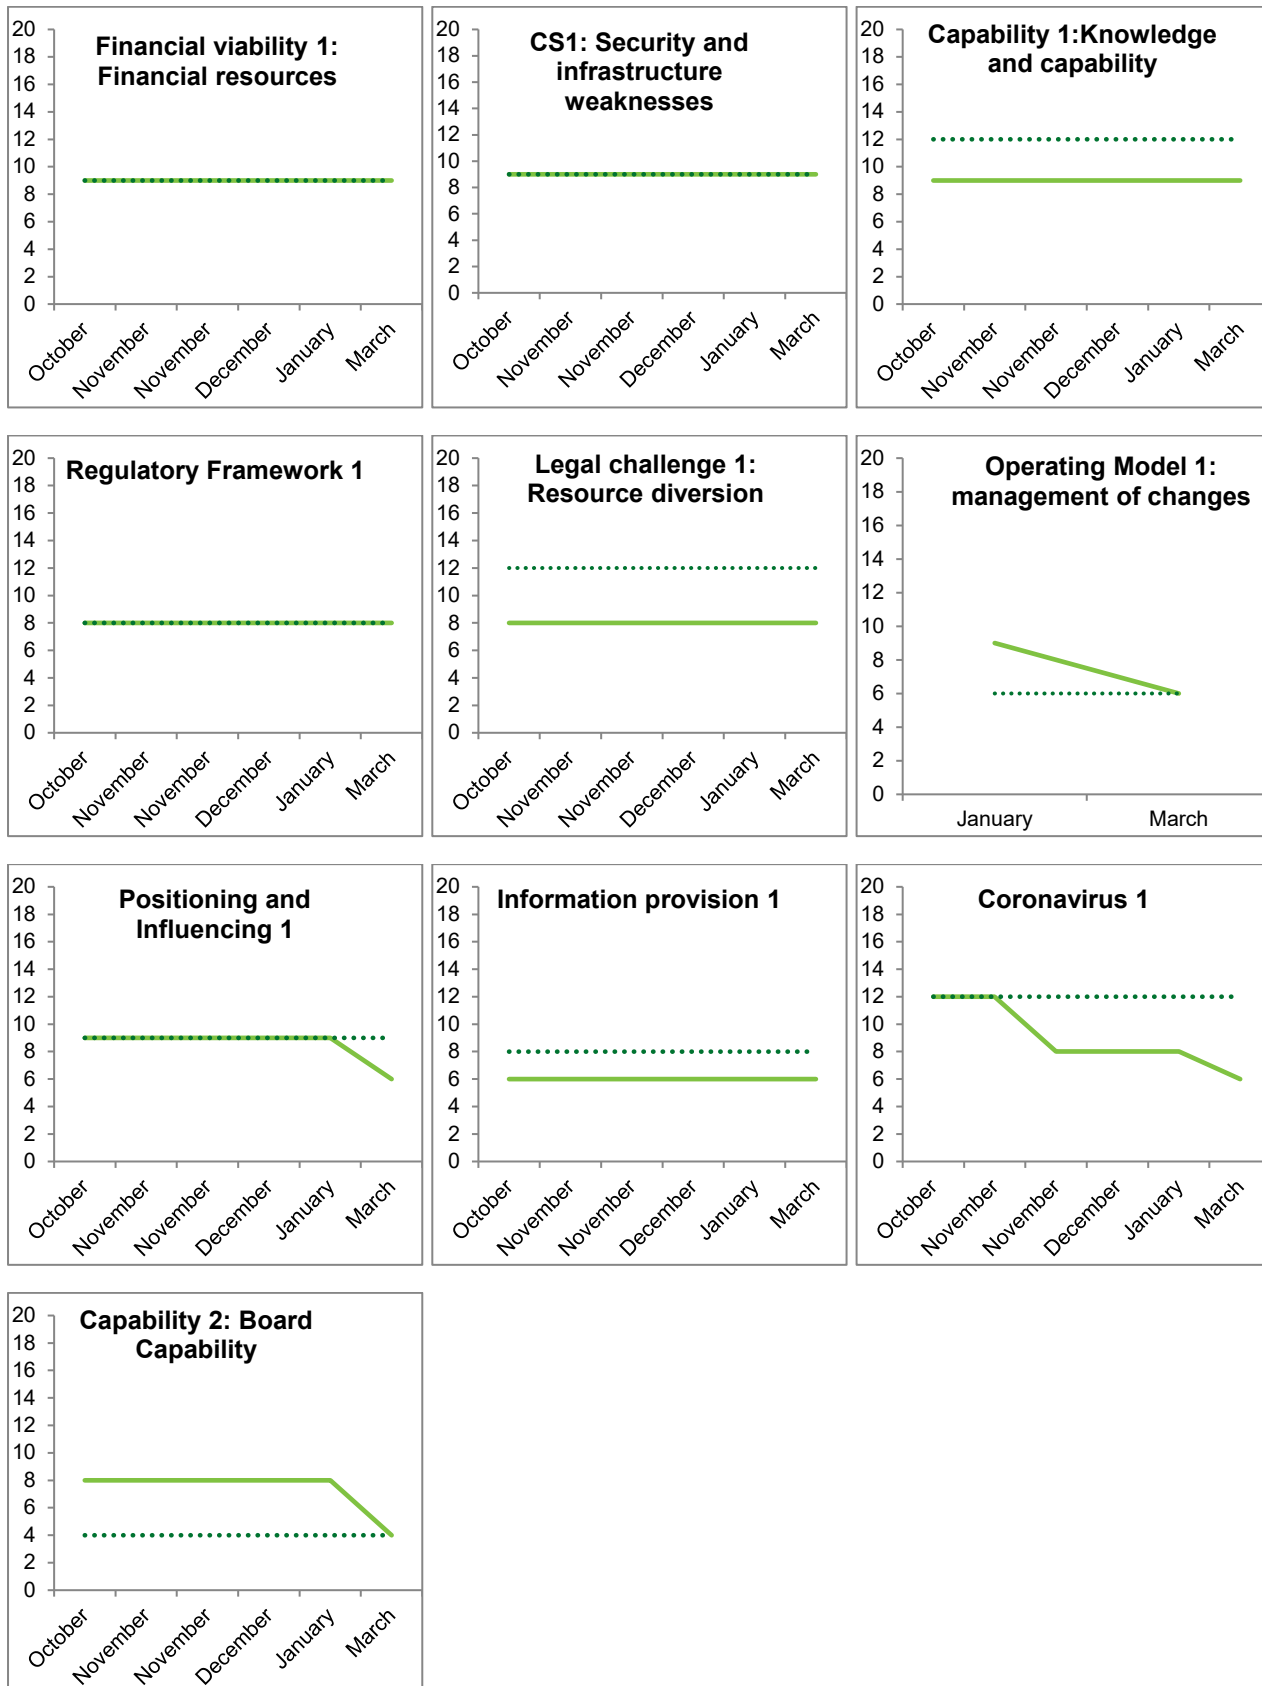 Financial viability 1:
Financial resources
20
18
16
14
12
10
8
6
4
2
0
October
November
November
December
January
March
CS1: Security and
infrastructure
weaknesses
20
18
16
14
12
10
8
6
4
2
0
October
November
November
December
January
March
Capability 1:Knowledge
and capability
20
18
16
14
12
10
8
6
4
2
0
October
November
November
December
January
March
Regulatory Framework 1
20
18
16
14
12
10
8
6
4
2
0
October
November
November
December
January
March
Legal challenge 1:
Resource diversion
20
18
16
14
12
10
8
6
4
2
0
October
November
November
December
January
March
Operating Model 1:
management of changes
20
18
16
14
12
10
8
6
4
2
0
January
March
Positioning and
Influencing 1
20
18
16
14
12
10
8
6
4
2
0
October
November
November
December
January
March
Information provision 1
20
18
16
14
12
10
8
6
4
2
0
October
November
November
December
January
March
Coronavirus 1
20
18
16
14
12
10
8
6
4
2
0
October
November
November
December
January
March
Capability 2: Board
Capability
20
18
16
14
12
10
8
6
4
2
0
October
November
November
December
January
March